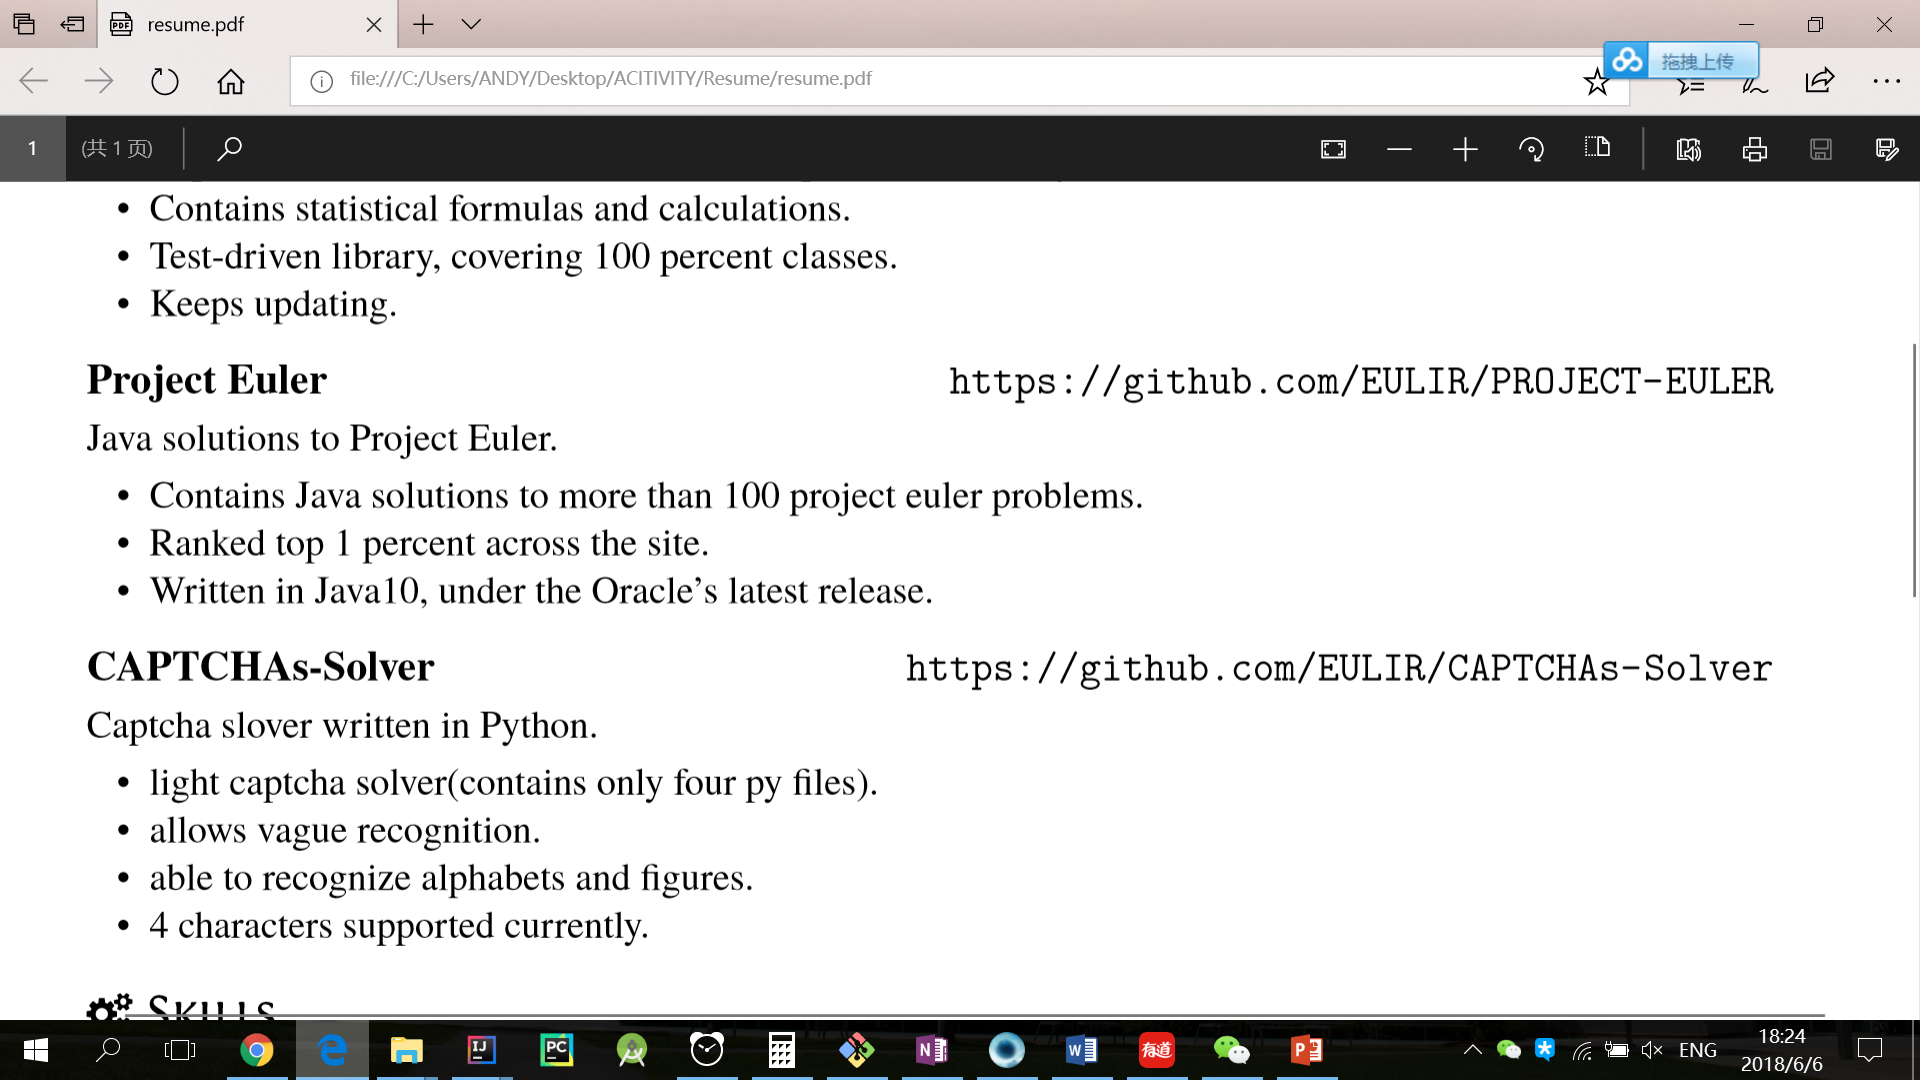 resume.pdf
file:///C:/Users/ANDY/Desktop/ACITIVITY/Resume/resume.pdf
拖拽上传
1
(共 1 页)
• Contains statistical formulas and calculations.
• Test-driven library, covering 100 percent classes.
• Keeps updating.
Project Euler https://github.com/EULIR/PROJECT-EULER
Java solutions to Project Euler.
• Contains Java solutions to more than 100 project euler problems.
• Ranked top 1 percent across the site.
• Written in Java10, under the Oracle’s latest release.
CAPTCHAs-Solver https://github.com/EULIR/CAPTCHAs-Solver
Captcha slover written in Python.
• light captcha solver(contains only four py files).
• allows vague recognition.
• able to recognize alphabets and figures.
• 4 characters supported currently.
SKILLS
ENG
18:24
2018/6/6